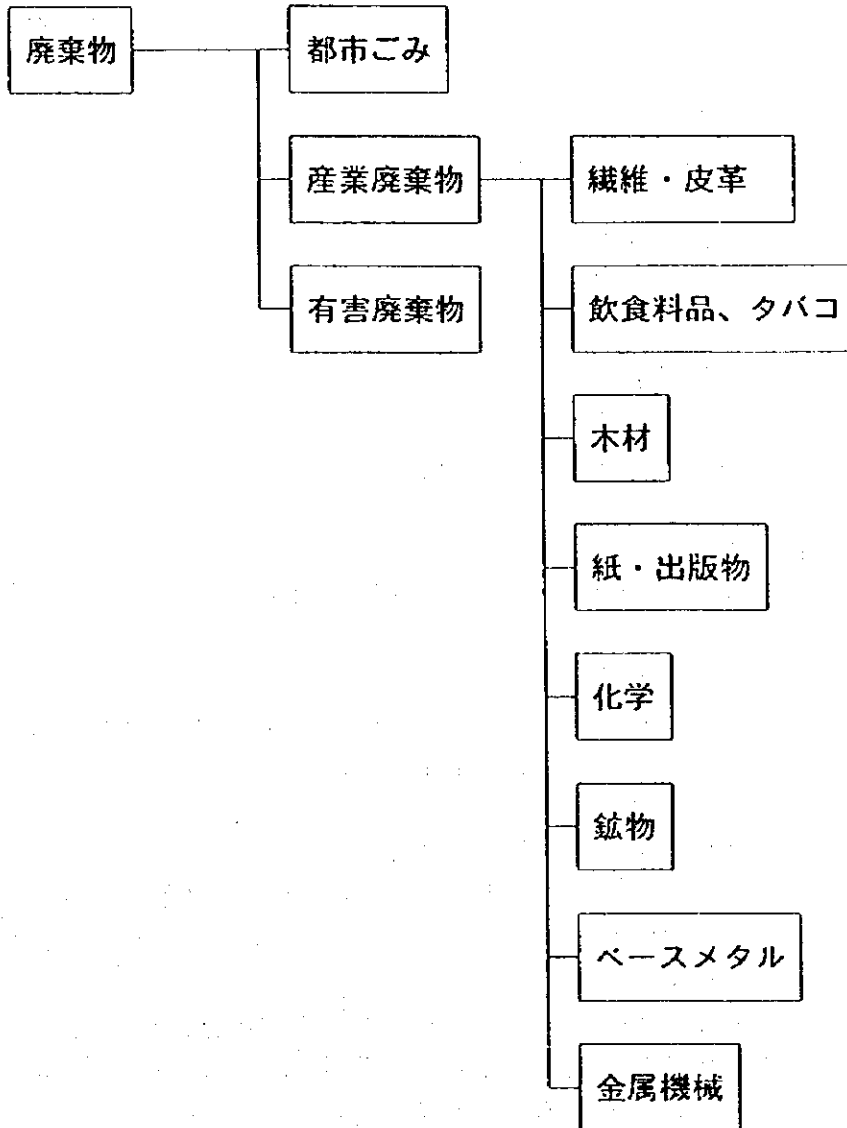 廃棄物
都市ごみ
産業廃棄物
有害廃棄物
繊維・皮革
飲食料品、タバコ
木材
紙・出版物
化学
鉱物
ベースメタル
金属機械